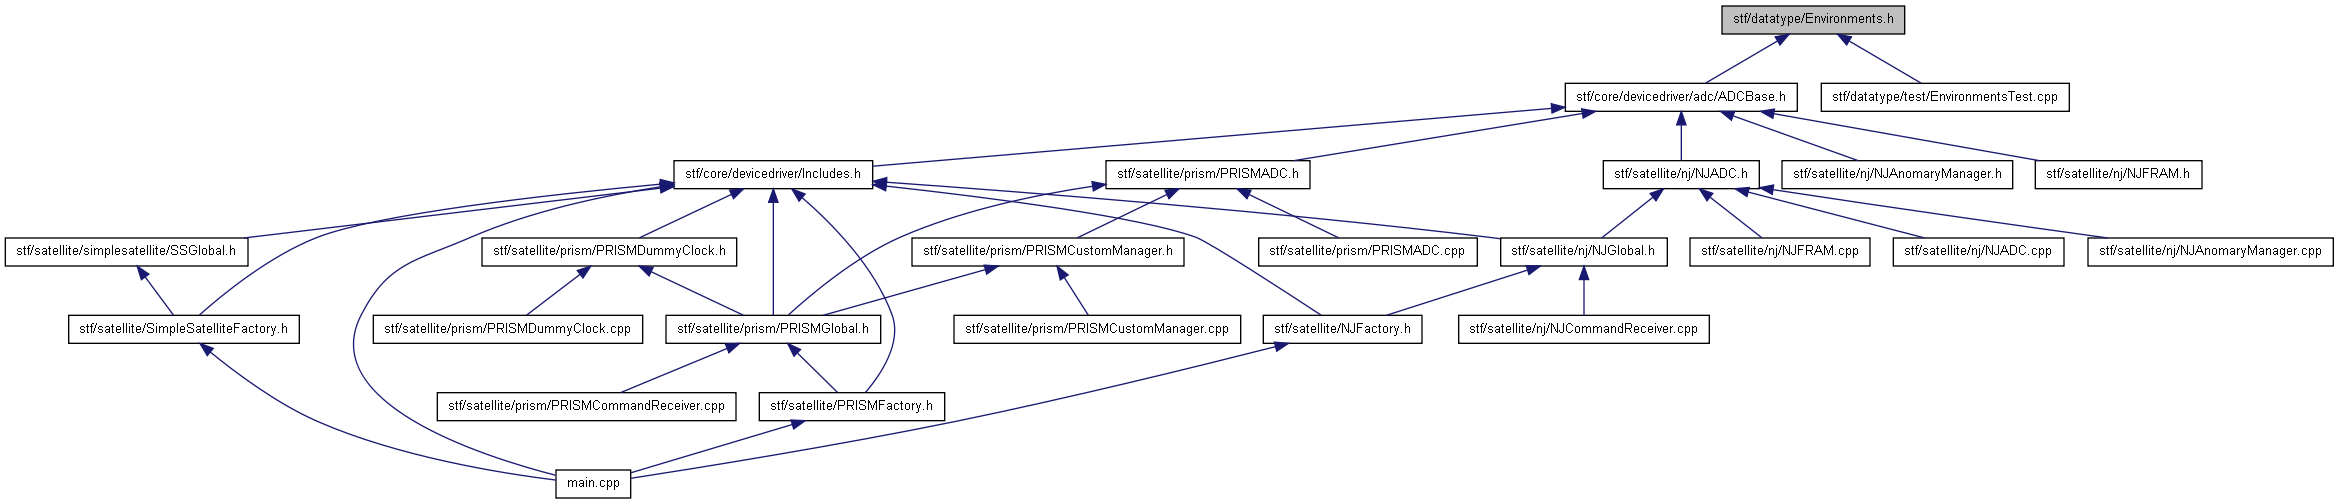 stf/datatype/Environments.h
stf/core/devicedriver/adc/ADCBase.h
stf/datatype/test/EnvironmentsTest.cpp
stf/core/devicedriver/Includes.h
stf/satellite/prism/PRISMADC.h
stf/satellite/nj/NJADC.h
stf/satellite/nj/NJAnomaryManager.h
stf/satellite/nj/NJFRAM.h
stf/satellite/simplesatellite/SSGlobal.h
stf/satellite/prism/PRISMDummyClock.h
stf/satellite/prism/PRISMCustomManager.h
stf/satellite/prism/PRISMADC.cpp
stf/satellite/nj/NJGlobal.h
stf/satellite/nj/NJFRAM.cpp
stf/satellite/nj/NJADC.cpp
stf/satellite/nj/NJAnomaryManager.cpp
stf/satellite/SimpleSatelliteFactory.h
stf/satellite/prism/PRISMDummyClock.cpp
stf/satellite/prism/PRISMGlobal.h
stf/satellite/prism/PRISMCustomManager.cpp
stf/satellite/NJFactory.h
stf/satellite/nj/NJCommandReceiver.cpp
stf/satellite/prism/PRISMCommandReceiver.cpp
stf/satellite/PRISMFactory.h
main.cpp